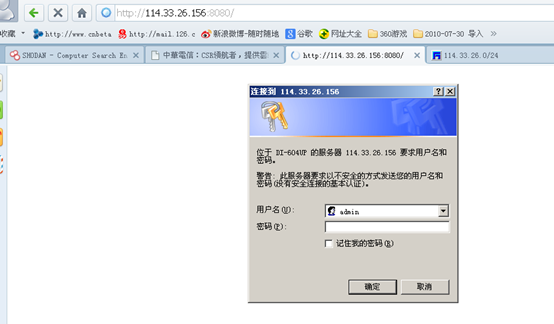 http://114.33.26.156:8080/
收藏 http://www.cnbeta http://mail.126.c 新浪微博-随时随地 谷歌 网址大全 360游戏 2010-07-30 导入 »
SHODAN - Computer Search En 中華電信：CSR領航者，提供 http://114.33.26.156:8080/ 114.33.26.0/24
连接到 114.33.26.156
位于 DI-604UP 的服务器 114.33.26.156 要求用户名和
密码。
警告: 此服务器要求以不安全的方式发送您的用户名和
密码(没有安全连接的基本认证)。
用户名(U): admin
密码(P):
记住我的密码(R)
确定 取消